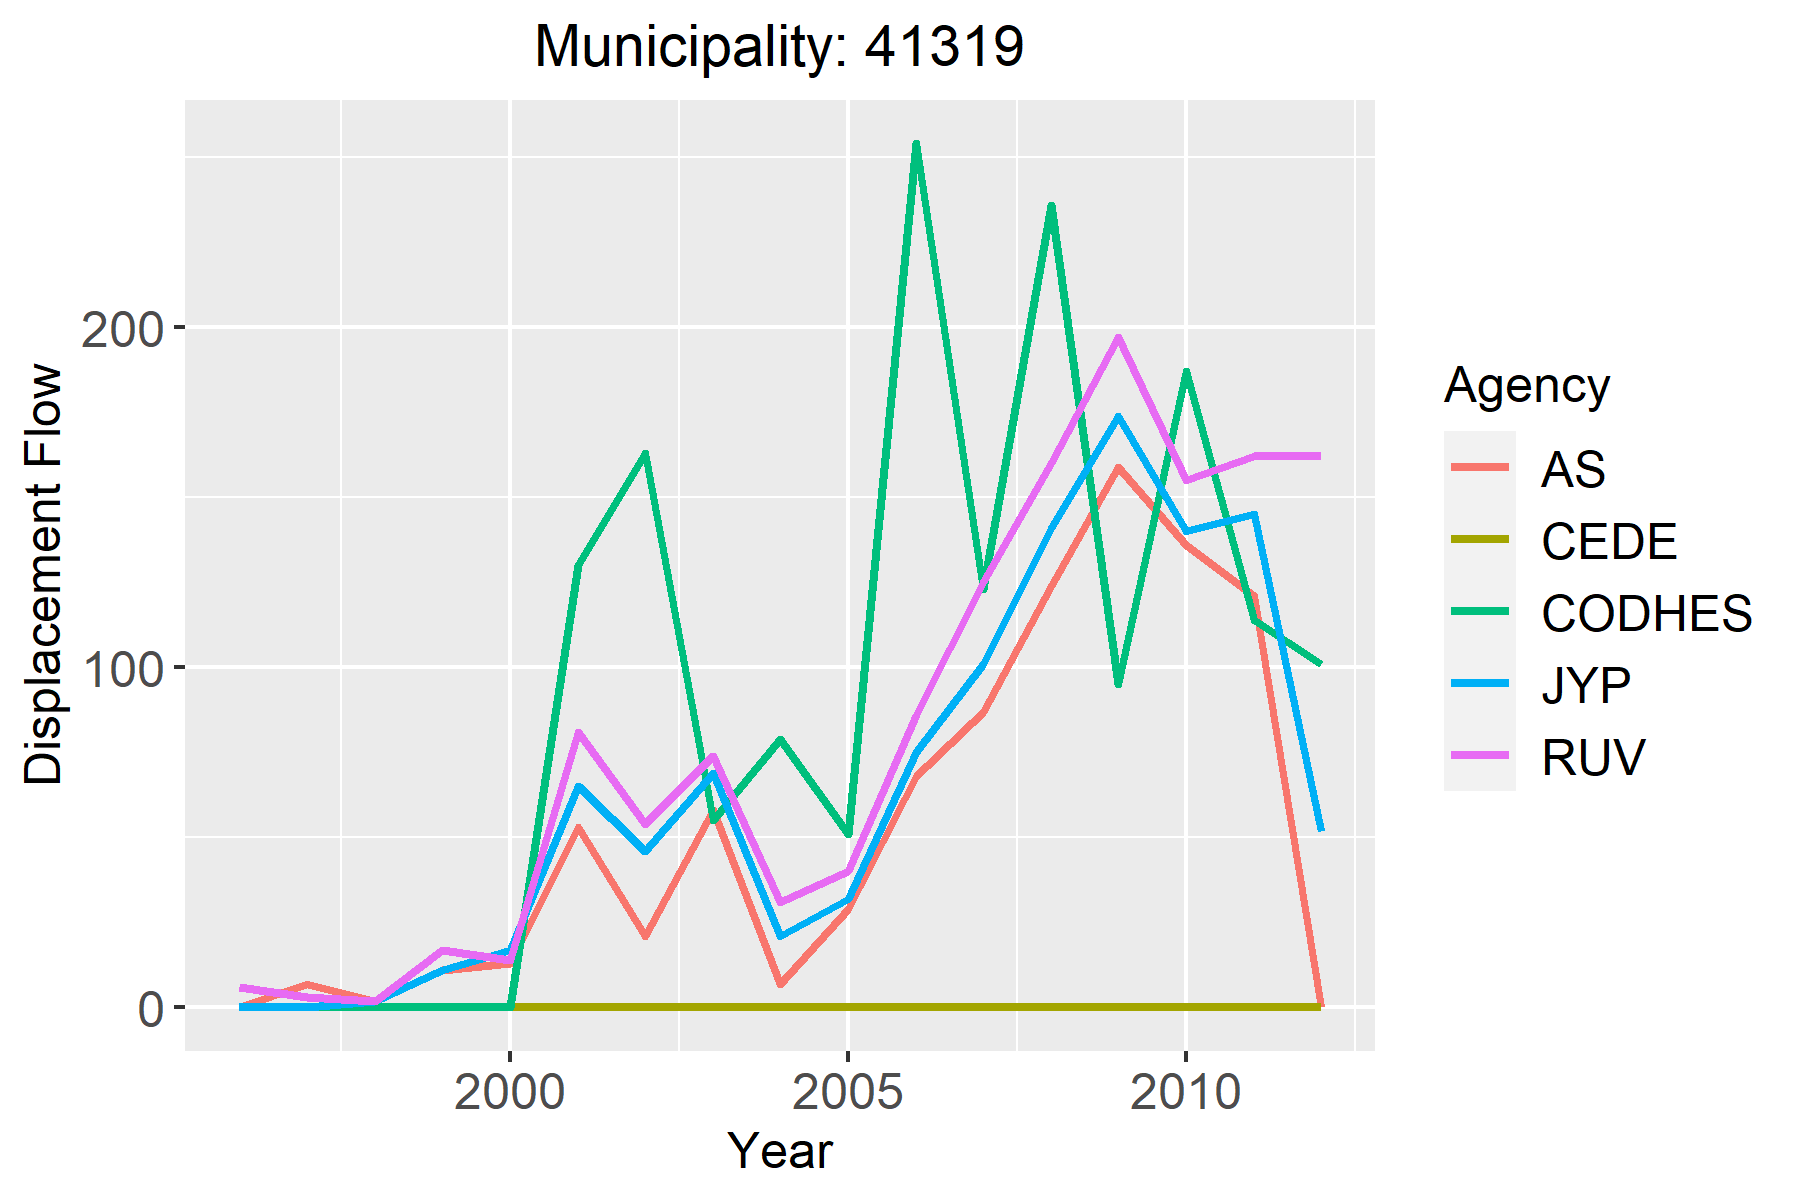 Municipality: 41319
Displacement Flow
200
100
0
2000 2005 2010
Year
Agency
AS
CEDE
CODHES
JYP
RUV